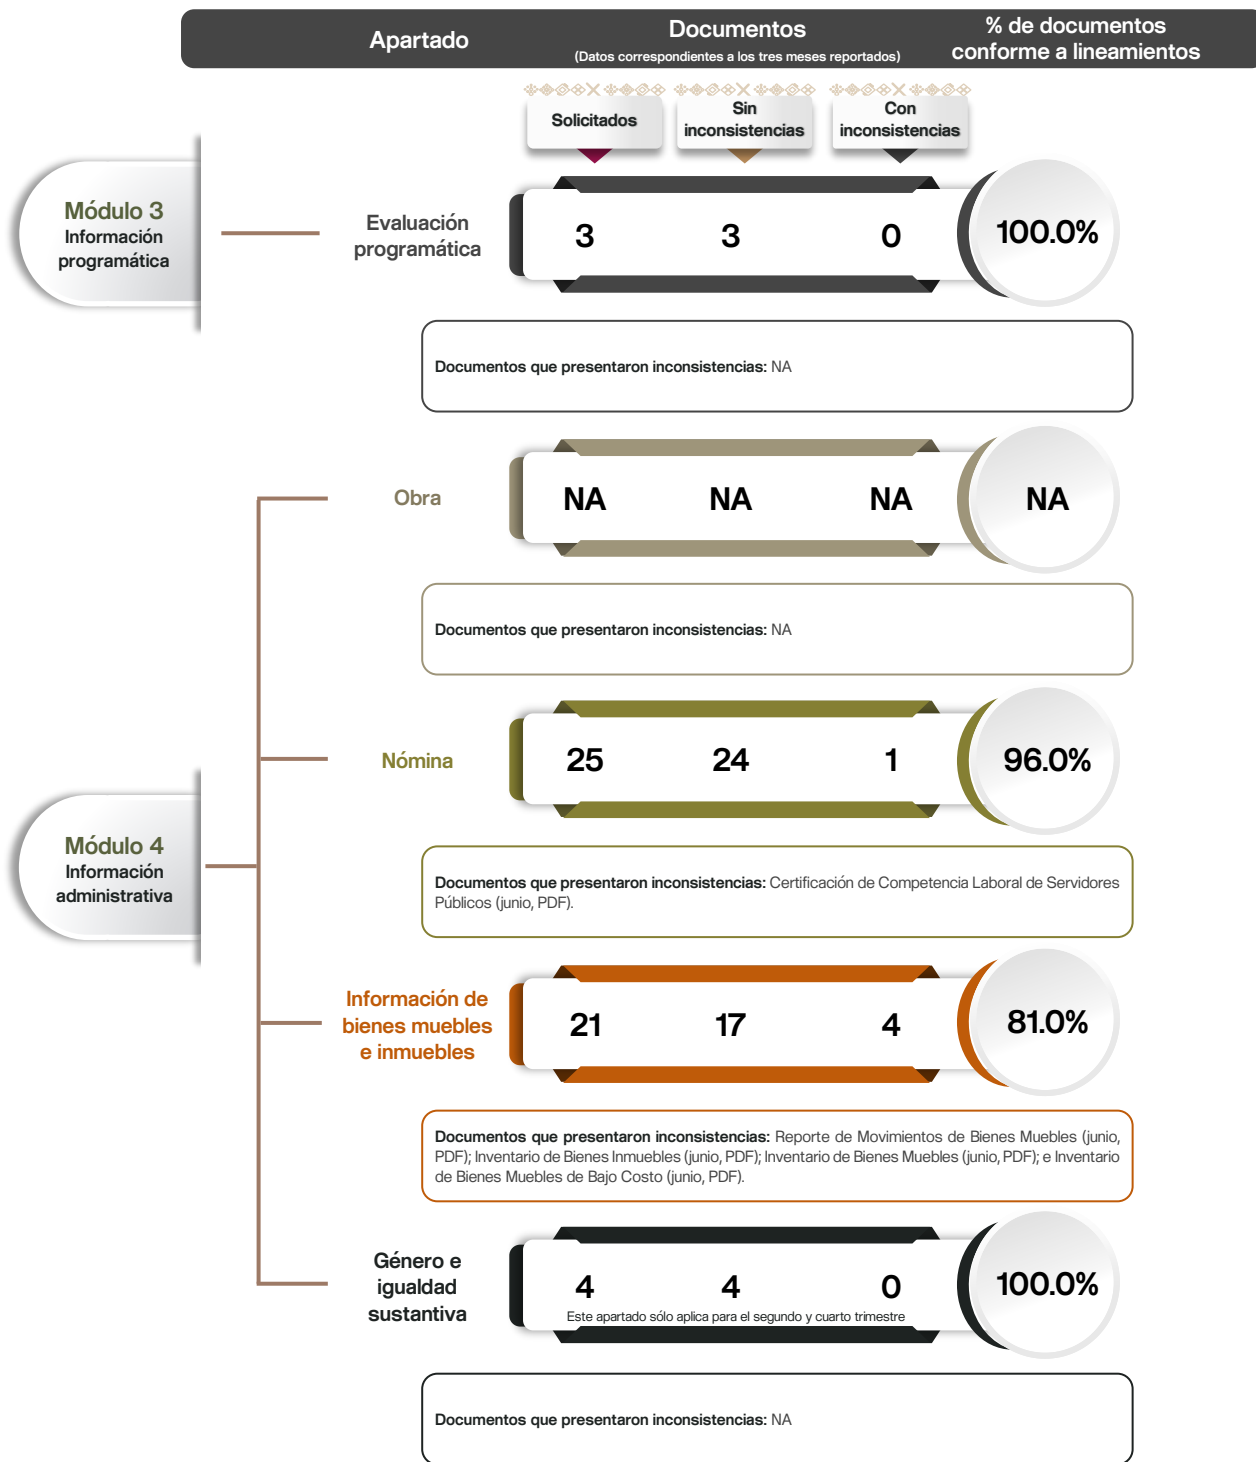 Apartado
Documentos
(Datos correspondientes a los tres meses reportados)
% de documentos
conforme a lineamientos
Solicitados
Sin
inconsistencias
Con
inconsistencias
Módulo 3
Información
programática
Evaluación
programática
3 3 0 100.0%
Documentos que presentaron inconsistencias: NA
Obra
NA NA NA NA
Documentos que presentaron inconsistencias: NA
Nómina
25 24 1 96.0%
Módulo 4
Información
administrativa
Documentos que presentaron inconsistencias: Certificación de Competencia Laboral de Servidores
Públicos (junio, PDF).
Información de
bienes muebles
e inmuebles
21 17 4 81.0%
Documentos que presentaron inconsistencias: Reporte de Movimientos de Bienes Muebles (junio,
PDF); Inventario de Bienes Inmuebles (junio, PDF); Inventario de Bienes Muebles (junio, PDF); e Inventario
de Bienes Muebles de Bajo Costo (junio, PDF).
Género e
igualdad
sustantiva
4 4 0 100.0%
Este apartado sólo aplica para el segundo y cuarto trimestre
Documentos que presentaron inconsistencias: NA